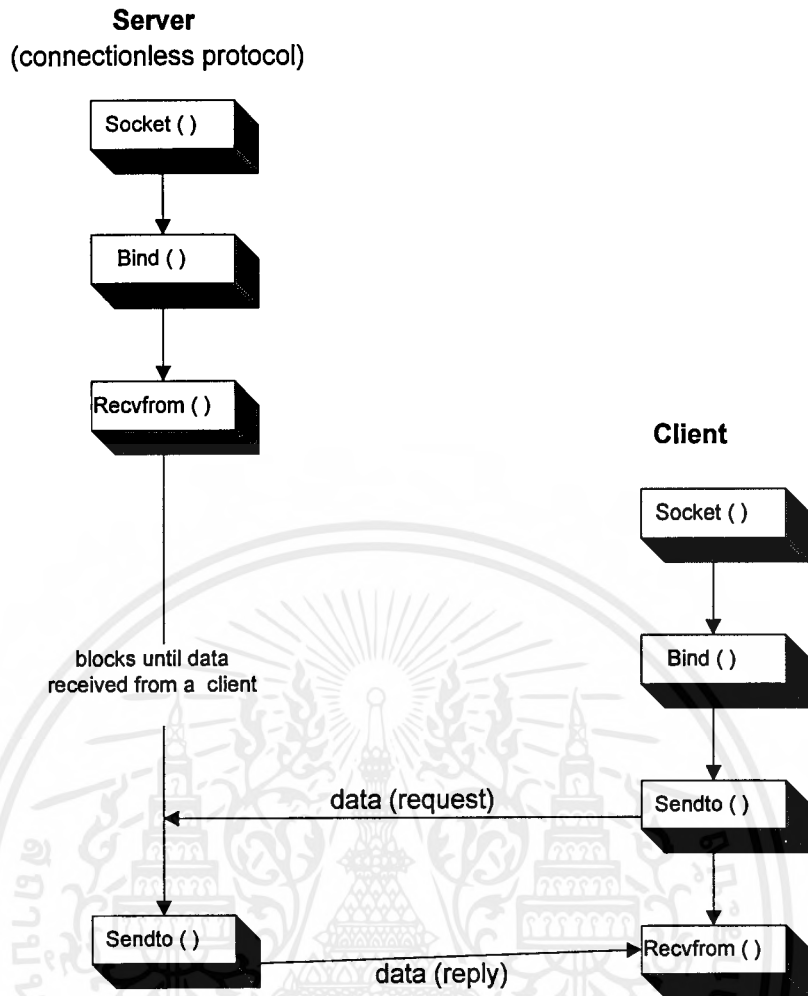 Server
(connectionless protocol)
Socket ( )
Bind ( )
Recvfrom ( )
blocks until data
received from a client
Sendto ( )
Client
Socket ( )
Bind ( )
Sendto ( )
Recvfrom ( )
data (request)
data (reply)